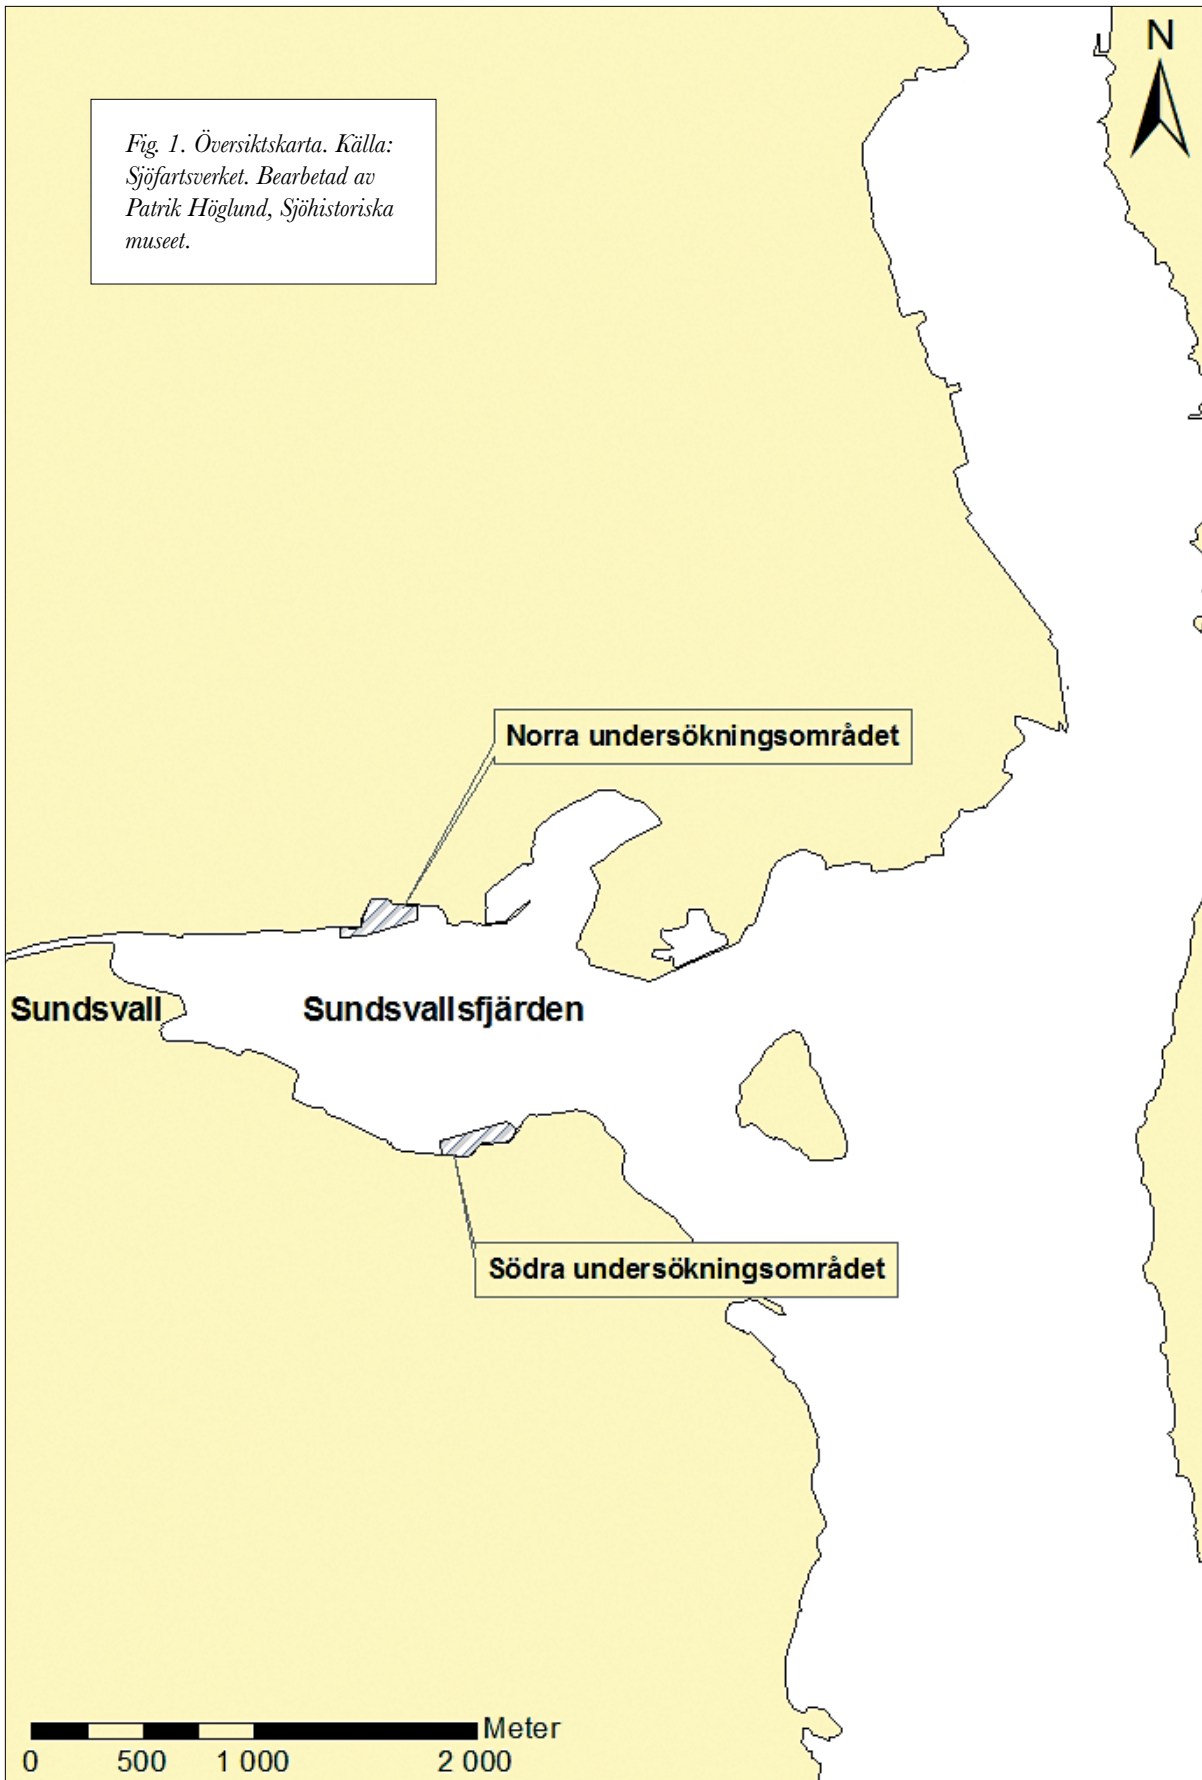 N
Fig. 1. Översiktskarta. Källa:
Sjöfartsverket. Bearbetad av
Patrik Höglund, Sjöhistoriska
museet.
Norra undersökningsområdet
Sundsvall
Sundsvallsfjärden
Södra undersökningsområdet
Meter
0 500 1 000 2 000